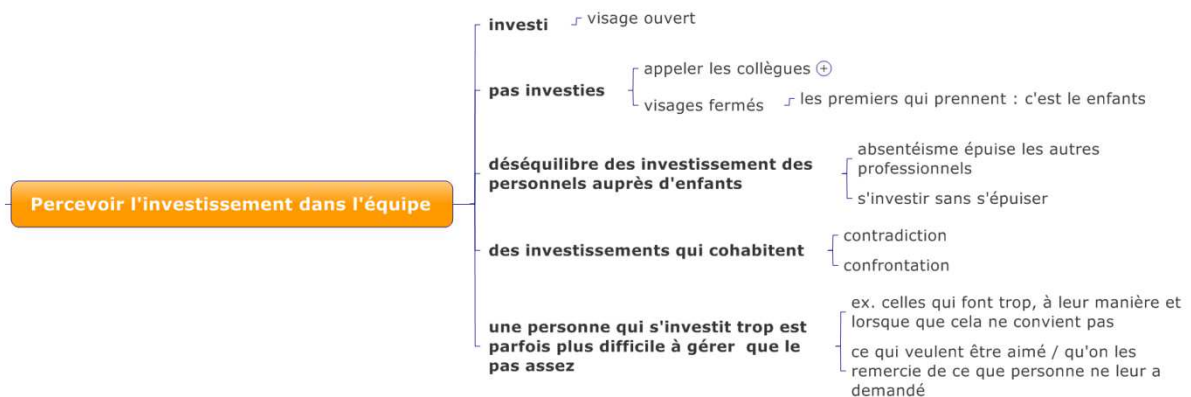 Percevoir l'investissement dans l'équipe
investi
visage ouvert
pas investies
appeler les collègues
visages fermés
les premiers qui prennent : c'est le enfants
déséquilibre des investissement des
personnels auprès d'enfants
absentéisme épuise les autres
professionnels
s'investir sans s'épuiser
des investissements qui cohabitent
contradiction
confrontation
une personne qui s'investit trop est
parfois plus difficile à gérer que le
pas assez
ex. celles qui font trop, à leur manière et
lorsque que cela ne convient pas
ce qui veulent être aimé / qu'on les
remercie de ce que personne ne leur a
demandé